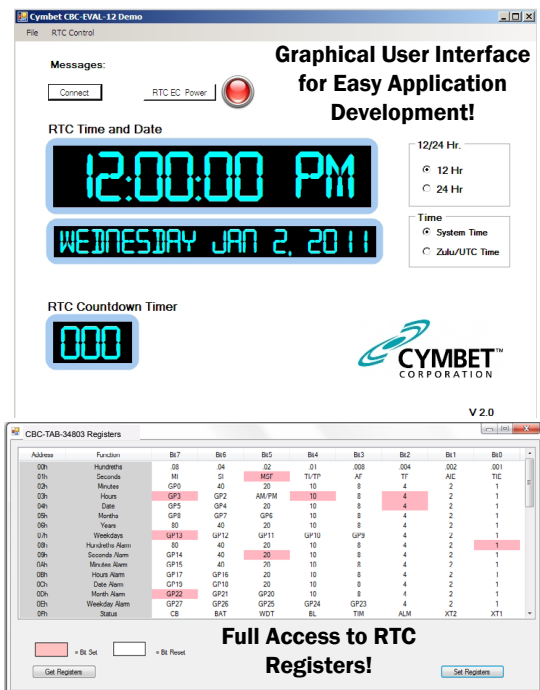 Cymbet CBC-EVAL-12 Demo
File RTC Control
Graphical User Interface
for Easy Application
Development!
Messages:
Connect RTC EC Power
RTC Time and Date
12:00:00 PM
12/24 Hr.
12 Hr
24 Hr
WEDNESDAY JAN 2, 2011
Time
System Time
Zulu/UTC Time
RTC Countdown Timer
000
CYMBET™
CORPORATION
V 2.0
CBC-TAB-34803 Registers
Address Function Bit7 Bit6 Bit5 Bit4 Bit3 Bit2 Bit1 Bit0
00h Hundreths .08 .04 .02 .01 .008 .004 .002 .001
01h Seconds MI SI MSF TI/TP AF TF AIE TIE
02h Minutes GP0 40 20 10 8 4 2 1
03h Hours GP3 GP2 AM/PM 10 8 4 2 1
04h Date GP5 GP4 20 10 8 4 2 1
05h Months GP8 GP7 GP6 10 8 4 2 1
06h Years 80 40 20 10 8 4 2 1
07h Weekdays GP13 GP12 GP11 GP10 GP9 4 2 1
08h Hundreths Alarm 80 40 20 10 8 4 2 1
09h Seconds Alarm GP14 40 20 10 8 4 2 1
0Ah Minutes Alarm GP15 40 20 10 8 4 2 1
0Bh Hours Alarm GP17 GP16 20 10 8 4 2 1
0Ch Date Alarm GP19 GP18 20 10 8 4 2 1
0Dh Month Alarm GP22 GP21 GP20 10 8 4 2 1
0Eh Weekday Alarm GP27 GP26 GP25 GP24 GP23 4 2 1
0Fh Status CB BAT WDT BL TIM ALM XT2 XT1
= Bit Set = Bit Reset
Full Access to RTC
Registers!
Get Registers Set Registers